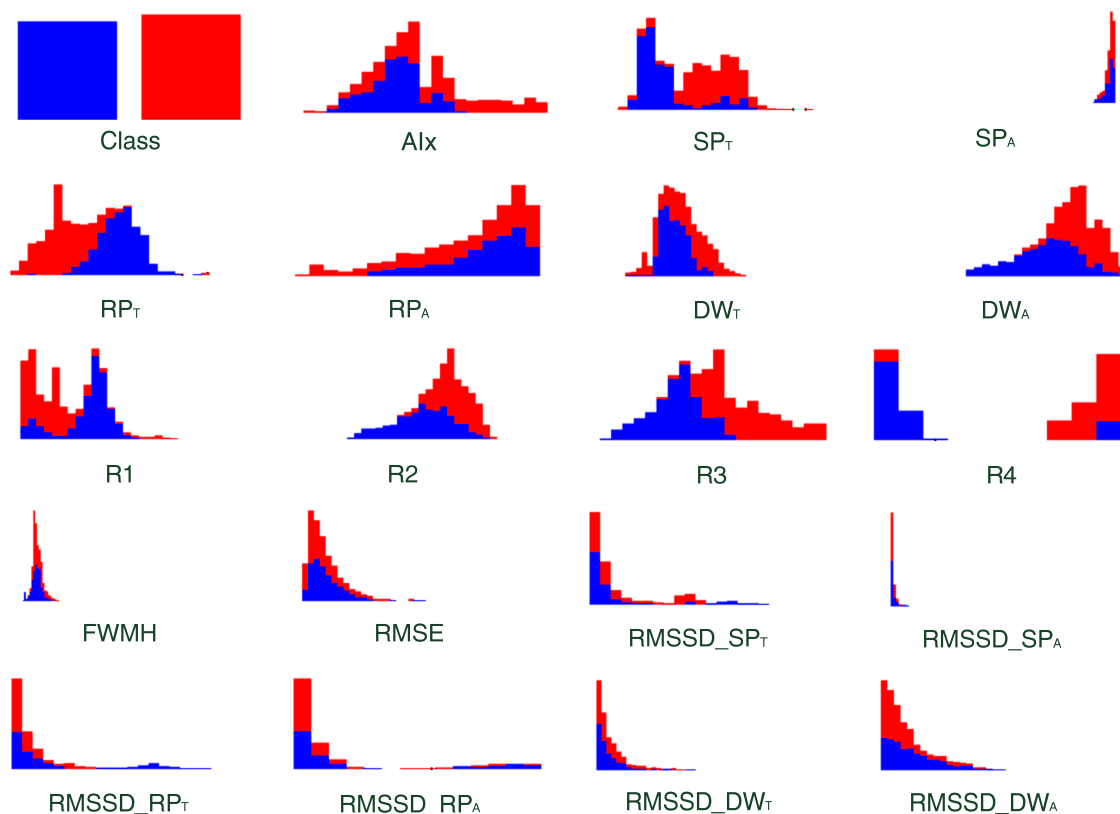 Class AIx SPT SPA
RPT RPA DWT DWA
R1 R2 R3 R4
FWMH RMSE RMSSD_SPT RMSSD_SPA
RMSSD_RPT RMSSD RPA RMSSD_DWT RMSSD_DWA